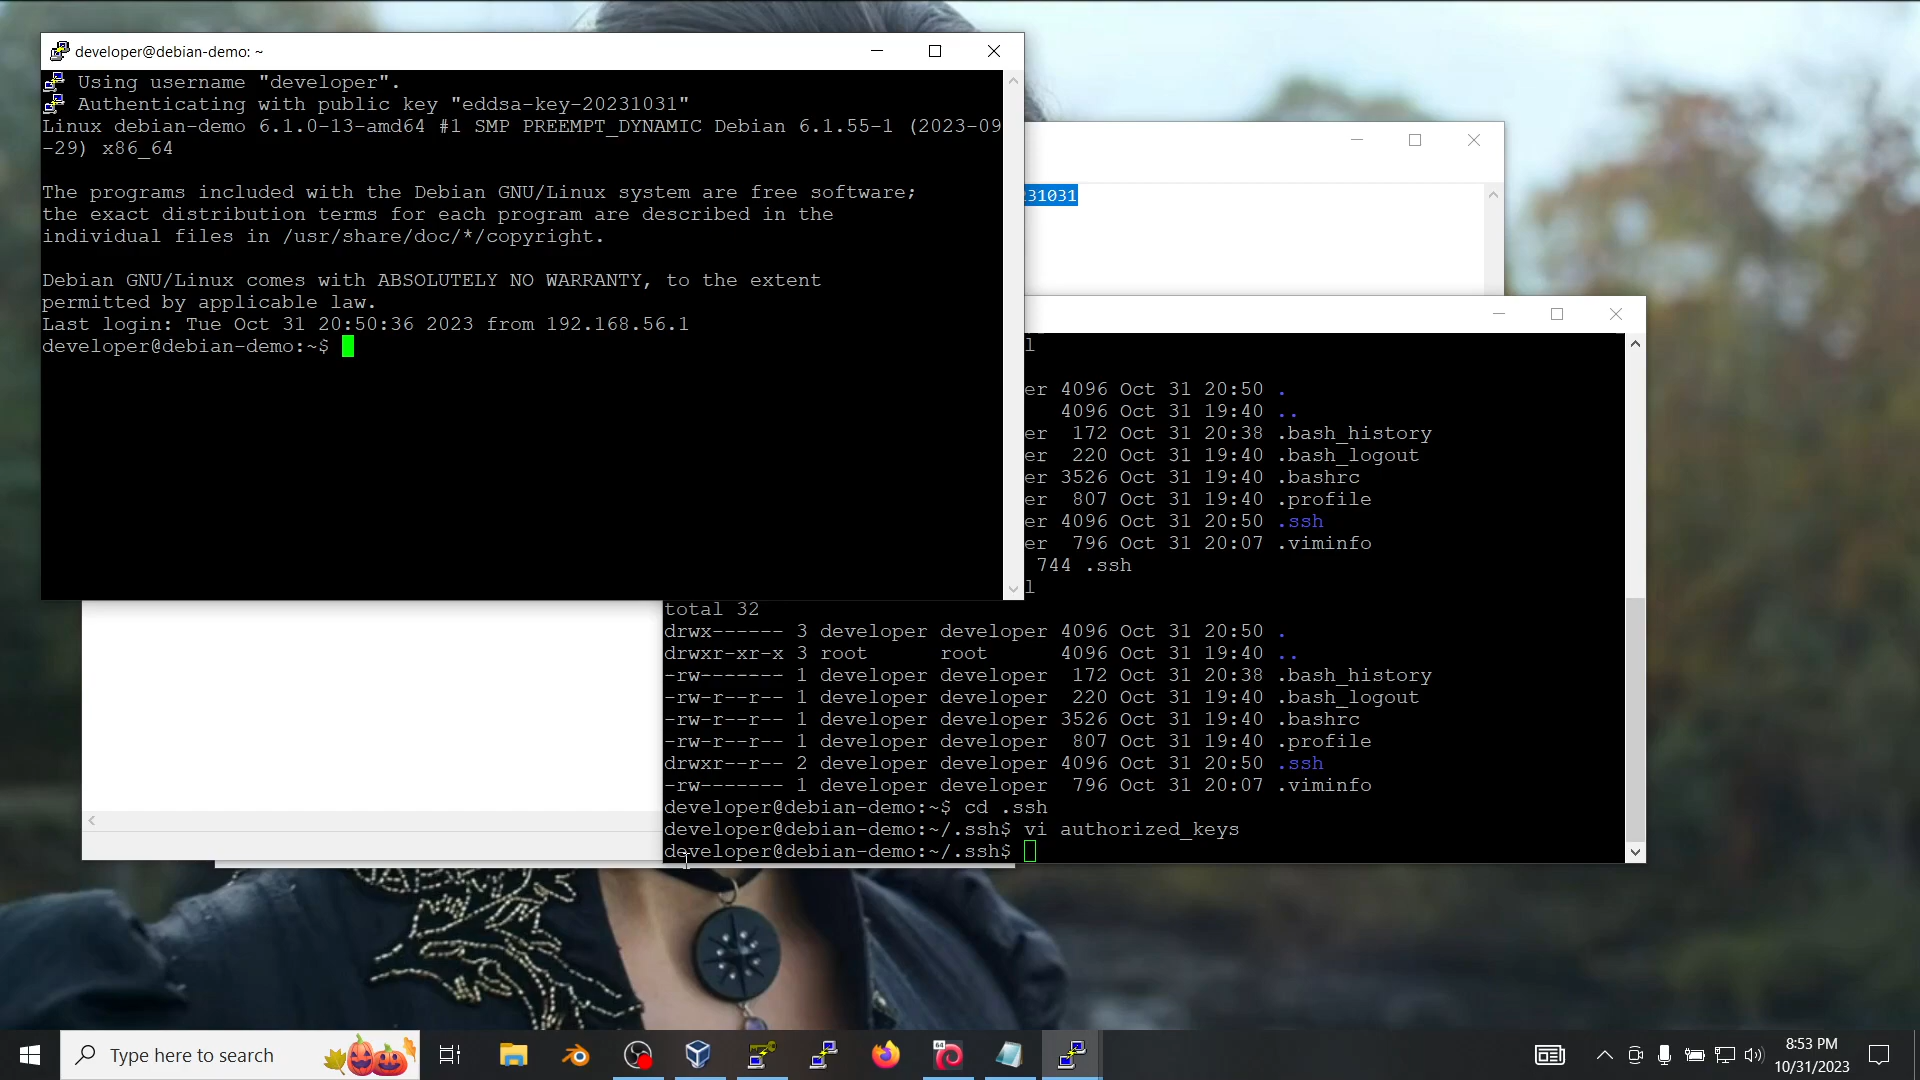 developer@debian-demo: ~
Using username "developer".
Authenticating with public key "eddsa-key-20231031"
Linux debian-demo 6.1.0-13-amd64 #1 SMP PREEMPT_DYNAMIC Debian 6.1.55-1 (2023-09
-29) x86_64
The programs included with the Debian GNU/Linux system are free software;
the exact distribution terms for each program are described in the
individual files in /usr/share/doc/*/copyright.
Debian GNU/Linux comes with ABSOLUTELY NO WARRANTY, to the extent
permitted by applicable law.
Last login: Tue Oct 31 20:50:36 2023 from 192.168.56.1
developer@debian-demo:~$
231031
l
er 4096 Oct 31 20:50 .
4096 Oct 31 19:40 ..
er 172 Oct 31 20:38 .bash_history
er 220 Oct 31 19:40 .bash_logout
er 3526 Oct 31 19:40 .bashrc
er 807 Oct 31 19:40 .profile
er 4096 Oct 31 20:50 .ssh
er 796 Oct 31 20:07 .viminfo
744 .ssh
l
total 32
drwx------ 3 developer developer 4096 Oct 31 20:50 .
drwxr-xr-x 3 root root 4096 Oct 31 19:40 ..
-rw------- 1 developer developer 172 Oct 31 20:38 .bash_history
-rw-r--r-- 1 developer developer 220 Oct 31 19:40 .bash_logout
-rw-r--r-- 1 developer developer 3526 Oct 31 19:40 .bashrc
-rw-r--r-- 1 developer developer 807 Oct 31 19:40 .profile
drwxr--r-- 2 developer developer 4096 Oct 31 20:50 .ssh
-rw------- 1 developer developer 796 Oct 31 20:07 .viminfo
developer@debian-demo:~$ cd .ssh
developer@debian-demo:~/.ssh$ vi authorized_keys
developer@debian-demo:~/.ssh$
Type here to search
64
8:53 PM
10/31/2023